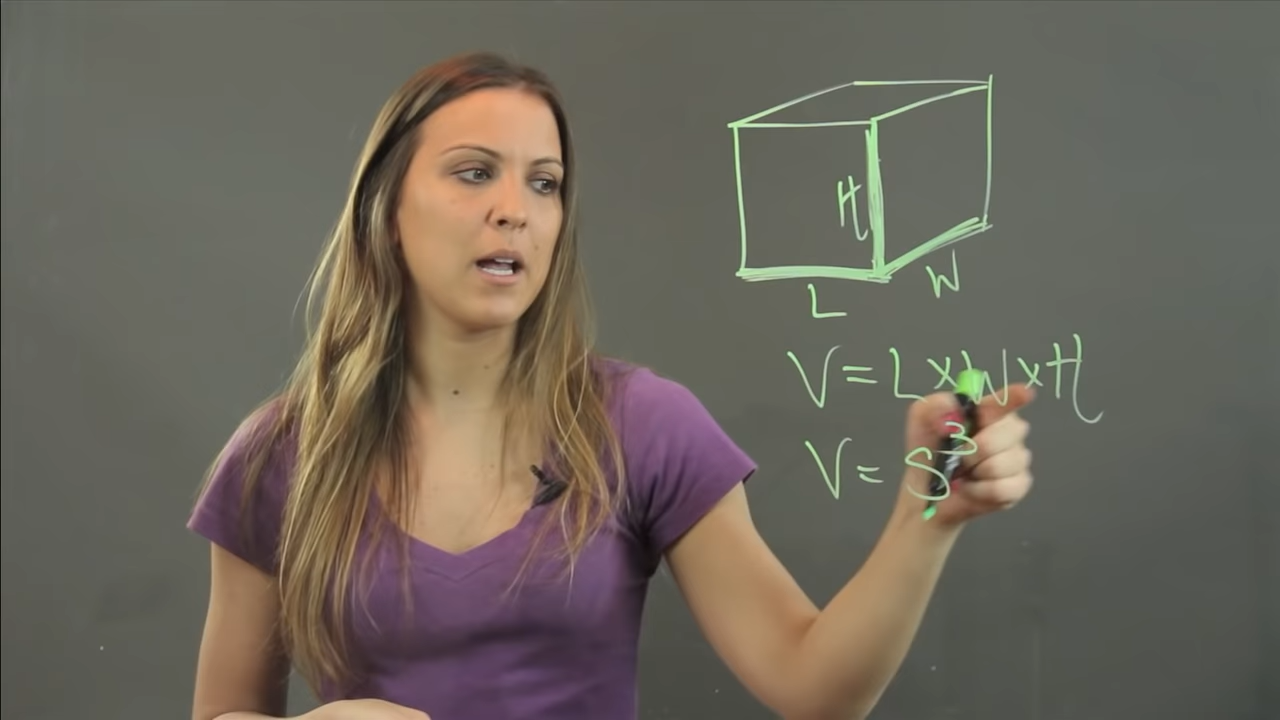 H
W
L
V = L x W x H
V = S³